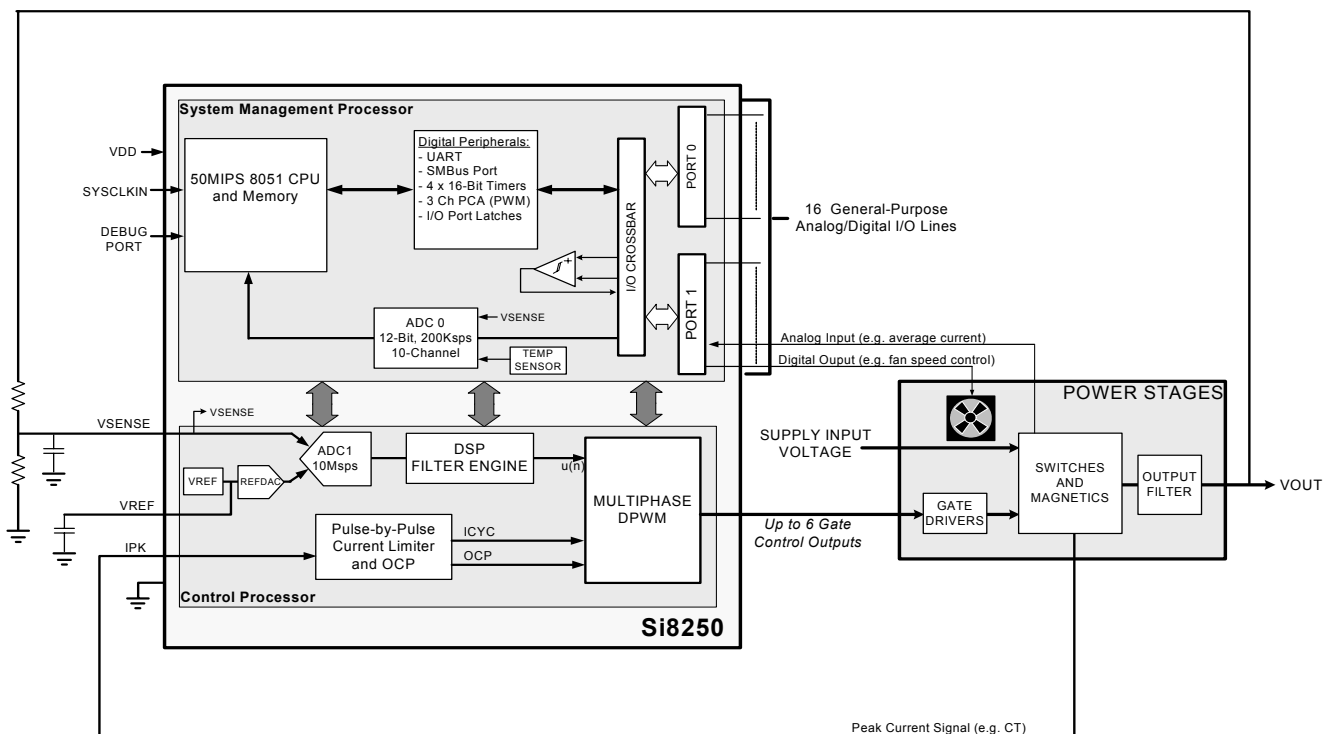 System Management Processor
VDD
SYSCLKIN
DEBUG
PORT
50MIPS 8051 CPU
and Memory
Digital Peripherals:
- UART
- SMBus Port
- 4 x 16-Bit Timers
- 3 Ch PCA (PWM)
- I/O Port Latches
I/O CROSSBAR
PORT 0
PORT 1
16 General-Purpose
Analog/Digital I/O Lines
+
ADC 0
12-Bit, 200Ksps
10-Channel
VSENSE
TEMP
SENSOR
Analog Input (e.g. average current)
Digital Ouput (e.g. fan speed control)
POWER STAGES
SUPPLY INPUT
VOLTAGE
SWITCHES
AND
MAGNETICS
OUTPUT
FILTER
VOUT
GATE
DRIVERS
Up to 6 Gate
Control Outputs
VSENSE
VSENSE
ADC1
10Msps
DSP
FILTER ENGINE
u(n)
MULTIPHASE
DPWM
VREF
REFDAC
VREF
IPK
Pulse-by-Pulse
Current Limiter
and OCP
ICYC
OCP
Control Processor
Si8250
Peak Current Signal (e.g. CT)